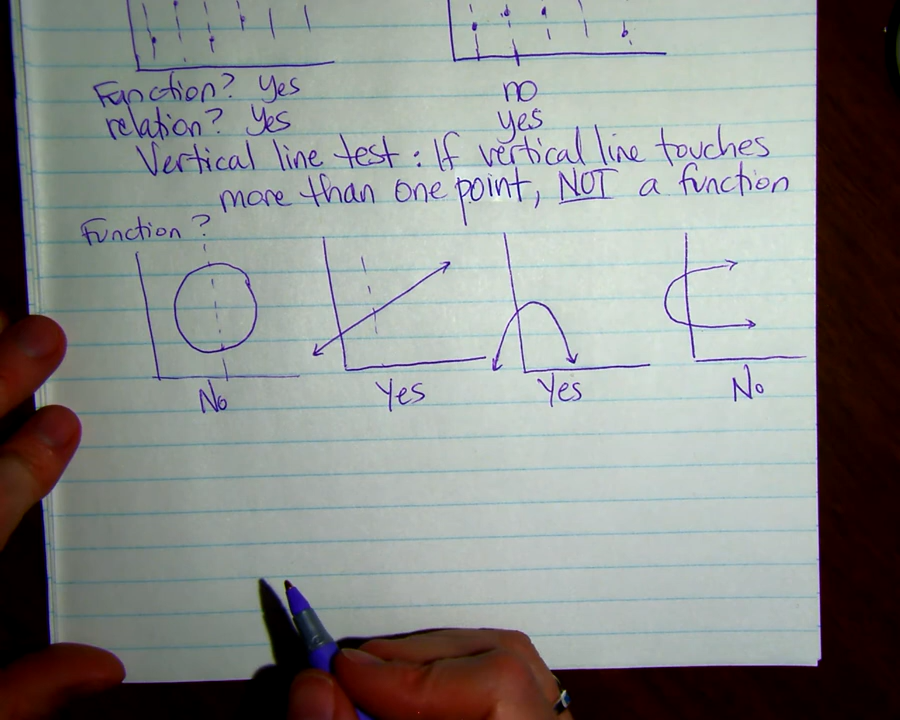 Function? Yes no
relation? Yes yes
Vertical line test : If vertical line touches
more than one point, NOT a function
Function ?
No Yes Yes No